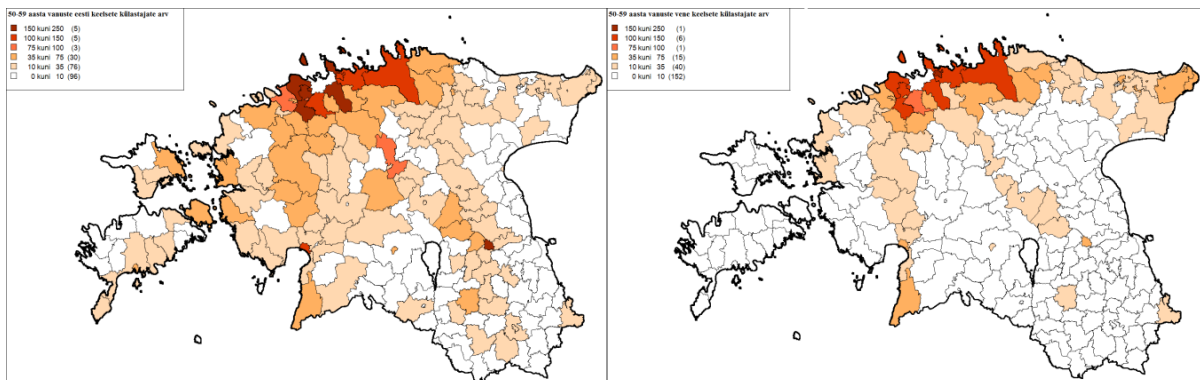 50-59 aasta vanuste eesti keelsete külastajate arv
150 kuni 250 (5)
100 kuni 150 (5)
75 kuni 100 (3)
35 kuni 75 (30)
10 kuni 35 (76)
0 kuni 10 (96)
50-59 aasta vanuste vene keelsete külastajate arv
150 kuni 250 (1)
100 kuni 150 (6)
75 kuni 100 (1)
35 kuni 75 (15)
10 kuni 35 (40)
0 kuni 10 (152)